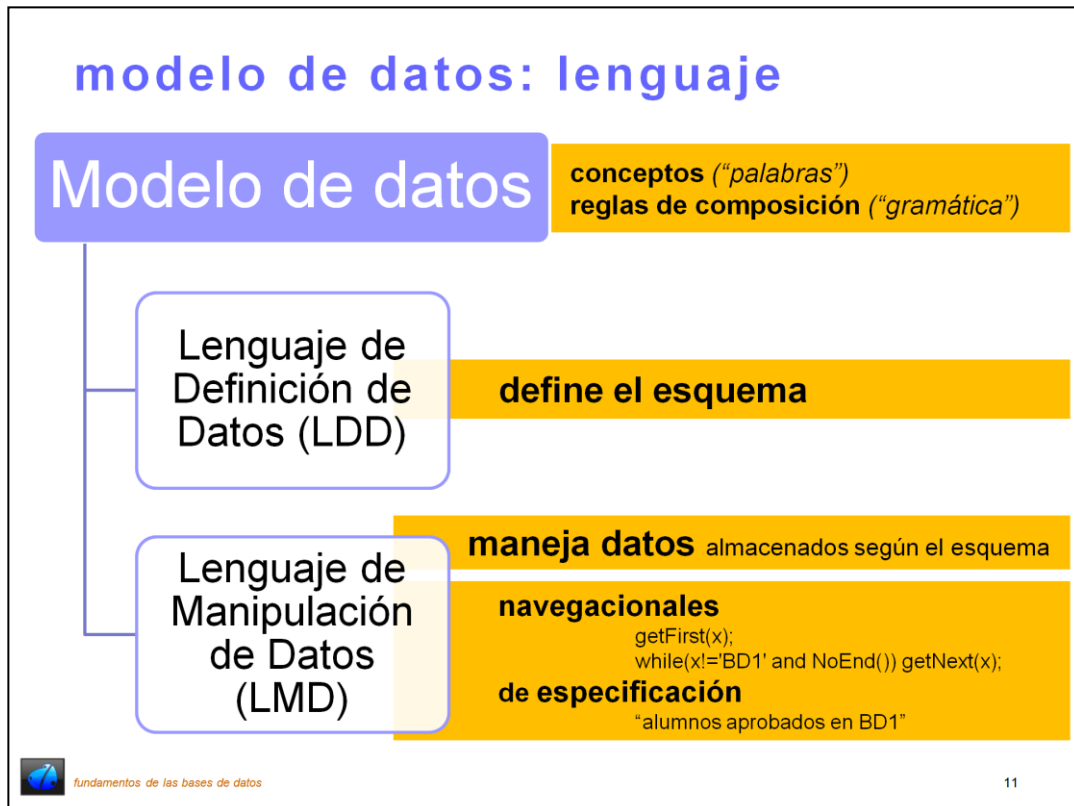 modelo de datos: lenguaje
Modelo de datos
conceptos (“palabras”)
reglas de composición (“gramática”)
Lenguaje de
Definición de
Datos (LDD)
define el esquema
Lenguaje de
Manipulación
de Datos
(LMD)
maneja datos almacenados según el esquema
navegacionales
getFirst(x);
while(x!='BD1' and NoEnd()) getNext(x);
de especificación
“alumnos aprobados en BD1”
fundamentos de las bases de datos
11